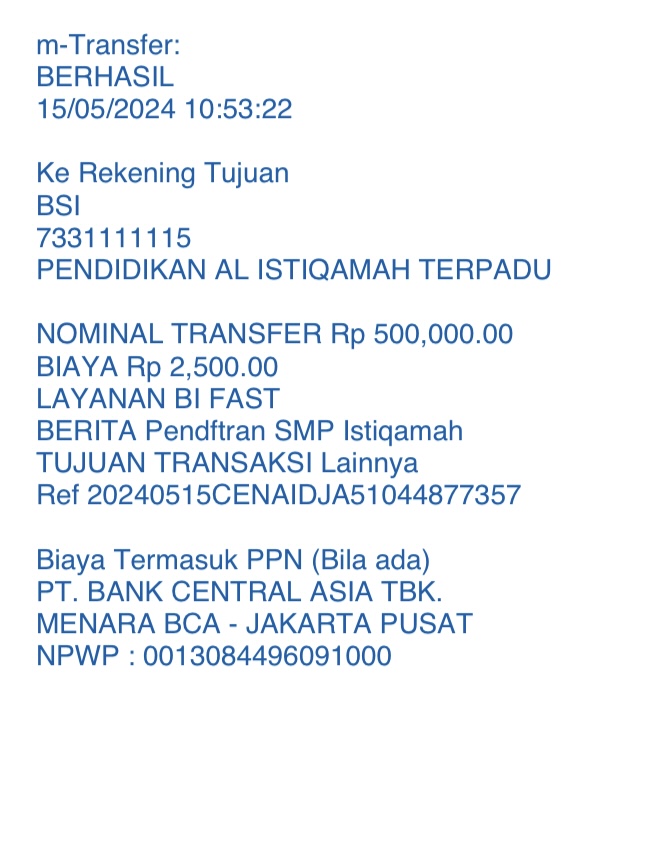 m-Transfer:
BERHASIL
15/05/2024 10:53:22
Ke Rekening Tujuan
BSI
7331111115
PENDIDIKAN AL ISTIQAMAH TERPADU
NOMINAL TRANSFER Rp 500,000.00
BIAYA Rp 2,500.00
LAYANAN BI FAST
BERITA Pendftran SMP Istiqamah
TUJUAN TRANSAKSI Lainnya
Ref 20240515CENAIDJA51044877357
Biaya Termasuk PPN (Bila ada)
PT. BANK CENTRAL ASIA TBK.
MENARA BCA - JAKARTA PUSAT
NPWP : 0013084496091000